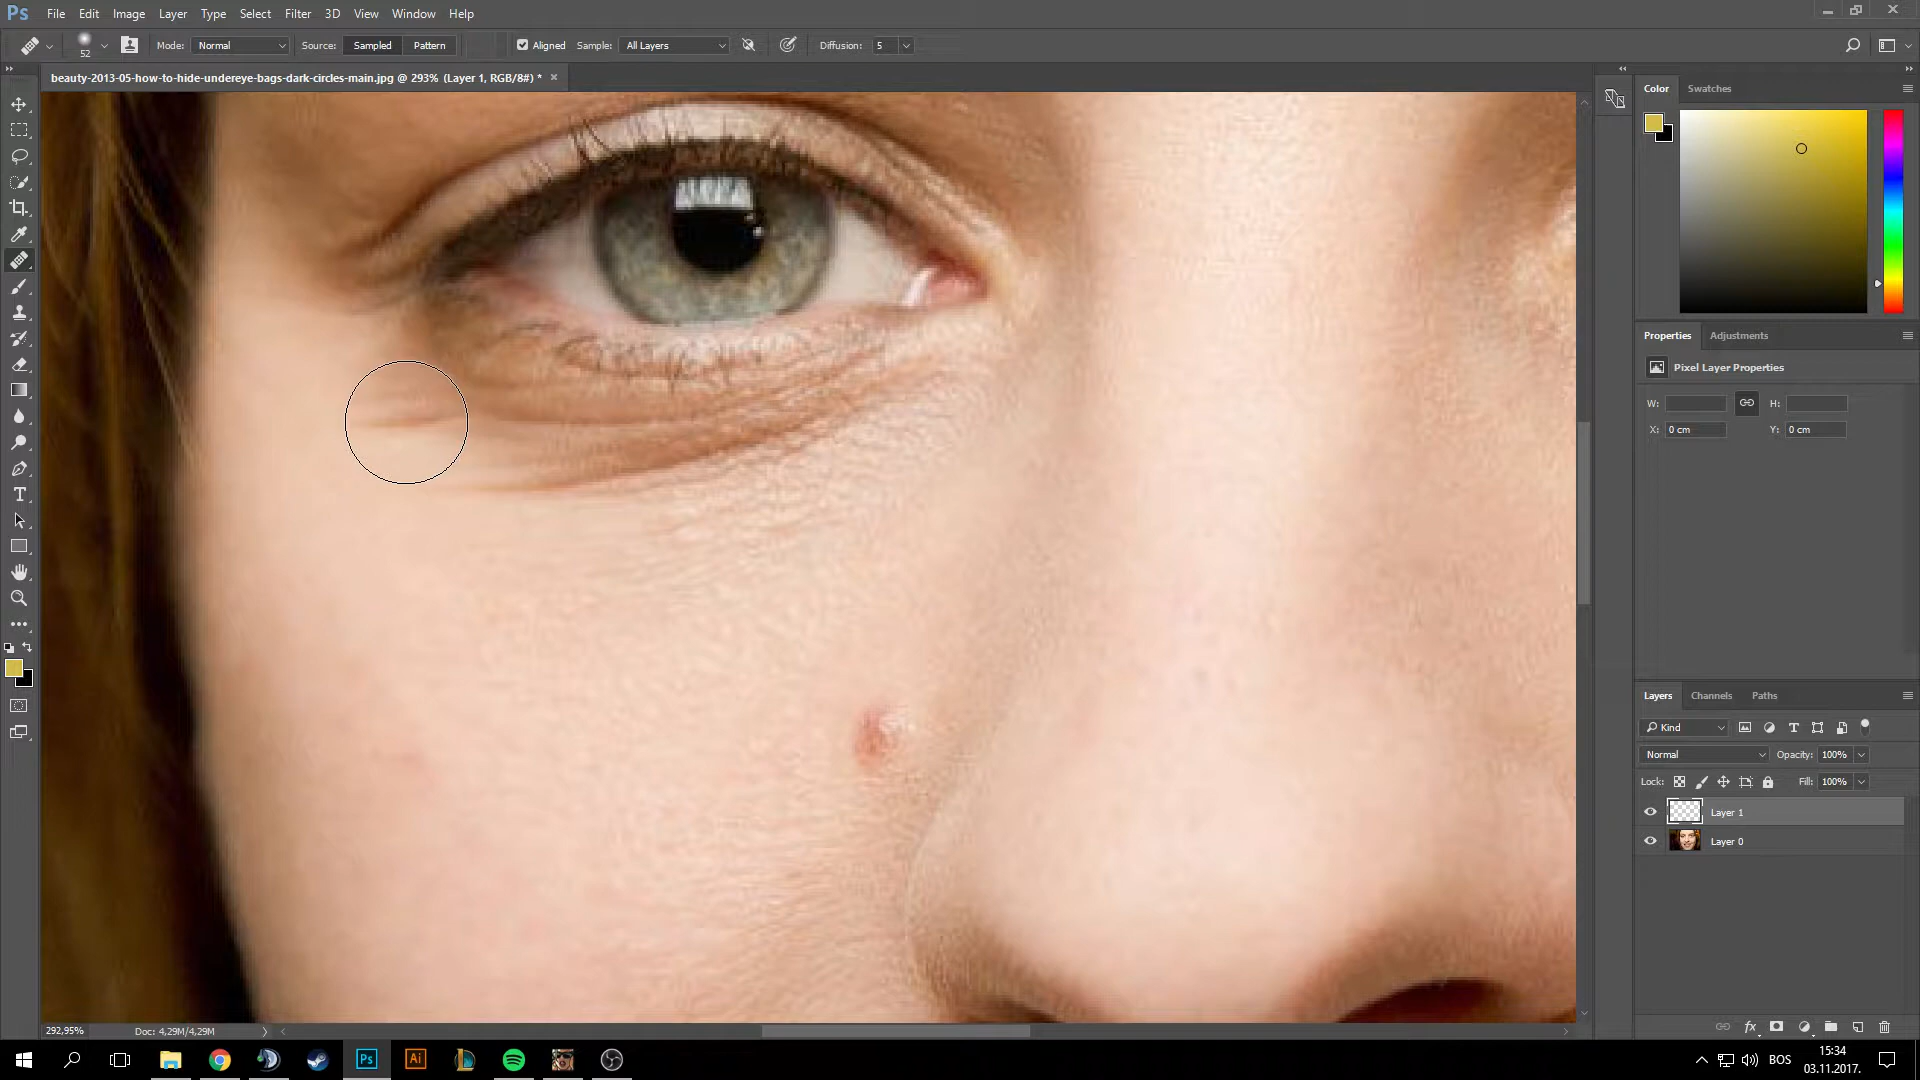 Ps File Edit Image Layer Type Select Filter 3D View Window Help
52 Mode: Normal Source: Sampled Pattern Aligned Sample: All Layers Diffusion: 5
beauty-2013-05-how-to-hide-undereye-bags-dark-circles-main.jpg @ 293% (Layer 1, RGB/8#) * ×
Color Swatches
Properties Adjustments
Pixel Layer Properties
W: H:
X: 0 cm Y: 0 cm
Layers Channels Paths
Kind
Normal Opacity: 100%
Lock: Fill: 100%
Layer 1
Layer 0
fx
292,95% Doc: 4,29M/4,29M
Ps Ai BOS 15:34
03.11.2017.